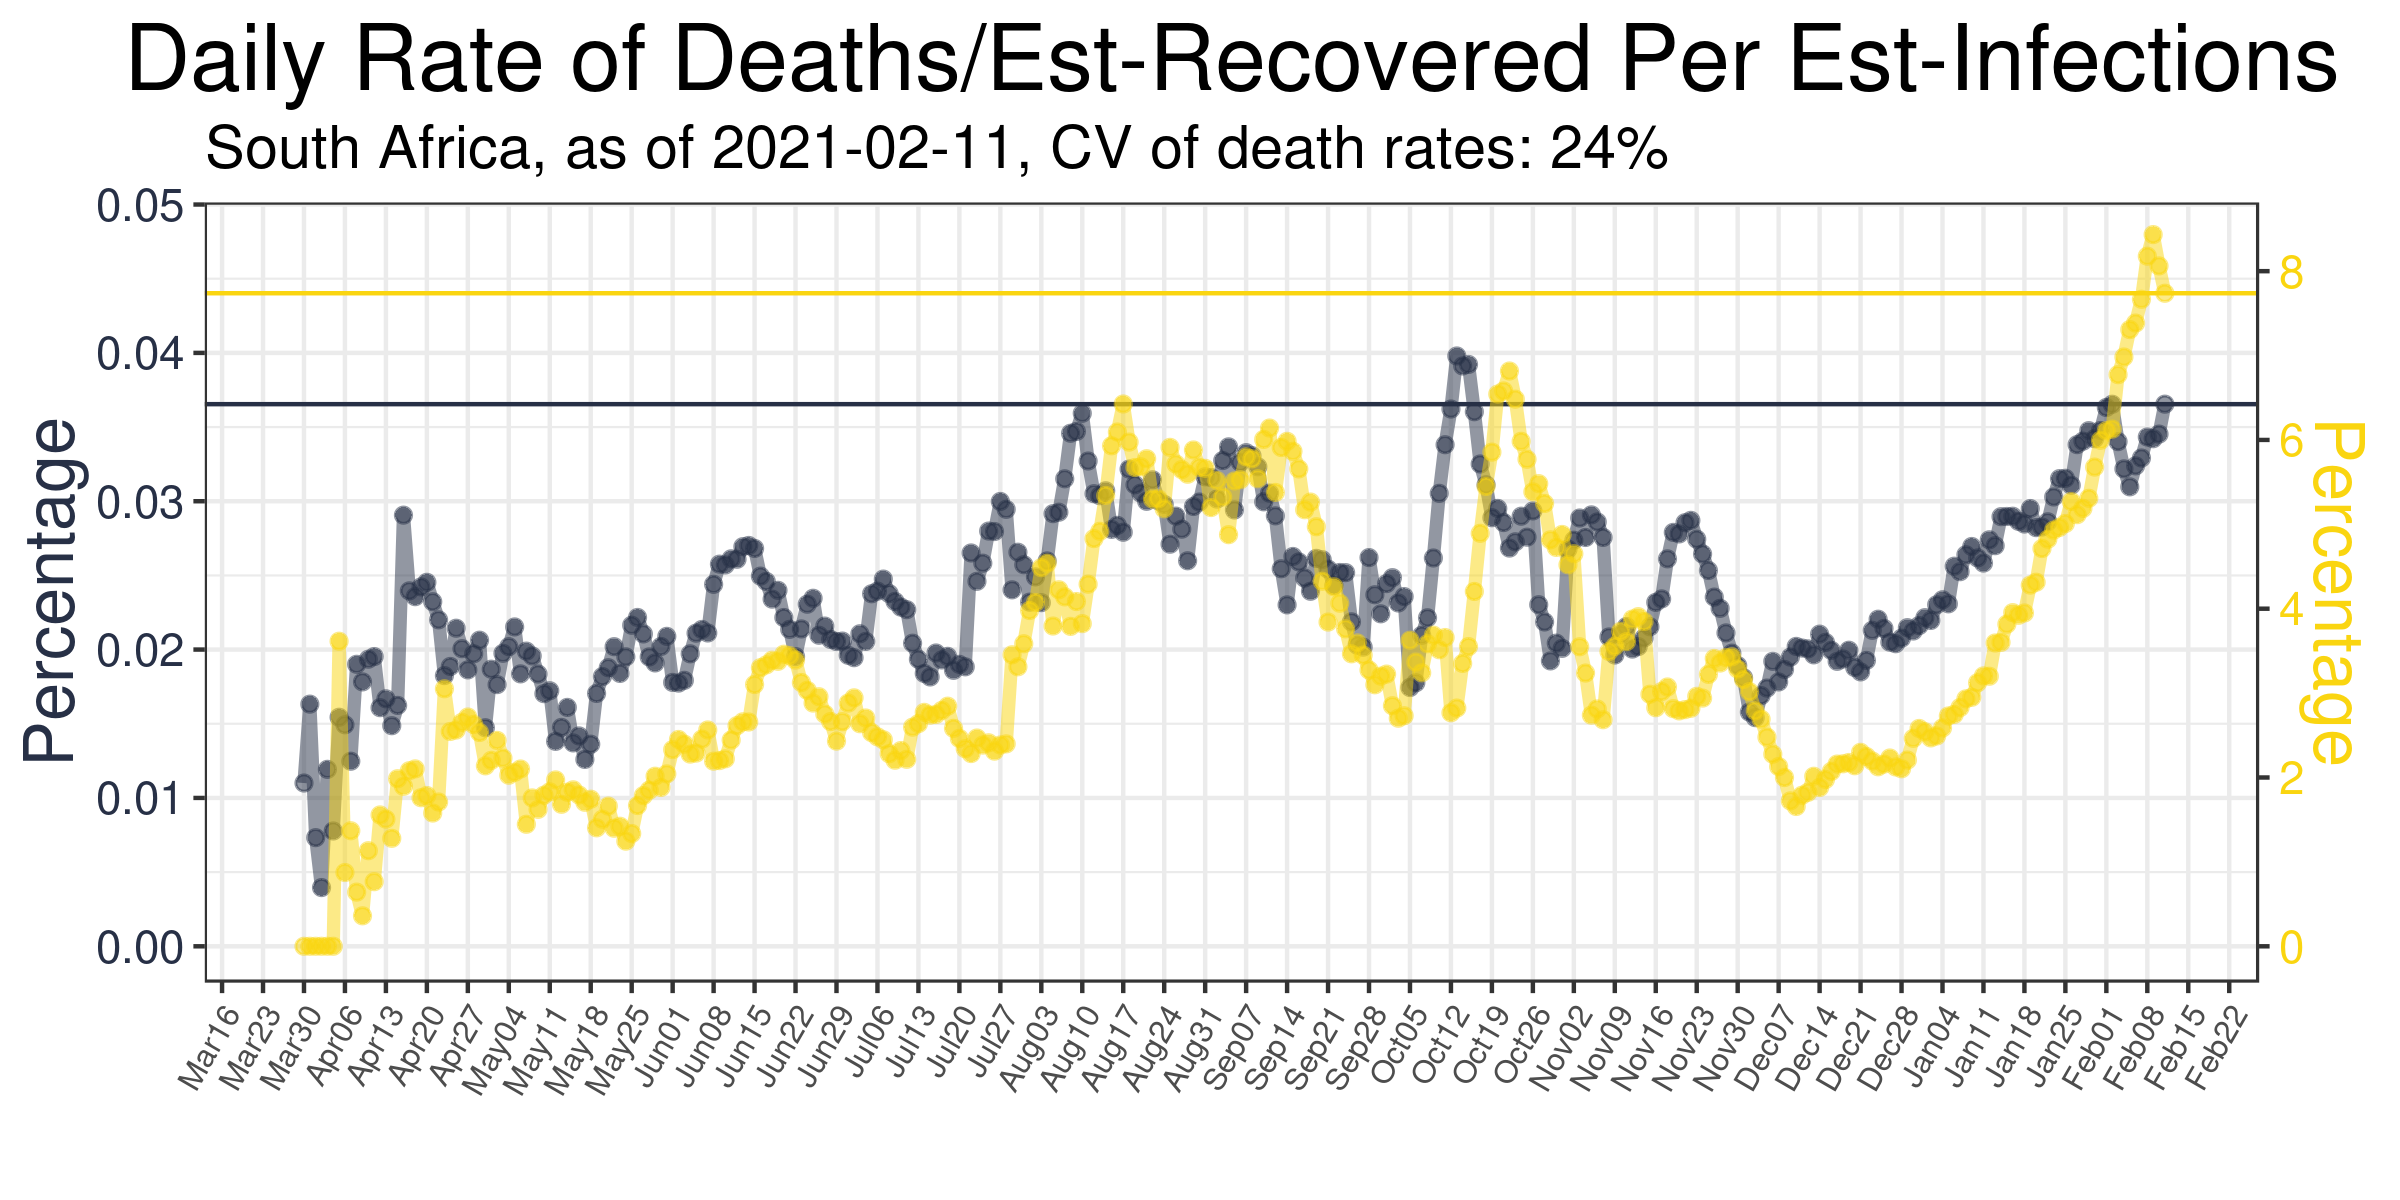 Daily Rate of Deaths/Est-Recovered Per Est-Infections
South Africa, as of 2021-02-11, CV of death rates: 24%
Percentage
0.05
0.04
0.03
0.02
0.01
0.00
8
6
4
2
0
Percentage
Mar16 Mar23 Mar30 Apr06 Apr13 Apr20 Apr27 May04 May11 May18 May25 Jun01 Jun08 Jun15 Jun22 Jun29 Jul06 Jul13 Jul20 Jul27 Aug03 Aug10 Aug17 Aug24 Aug31 Sep07 Sep14 Sep21 Sep28 Oct05 Oct12 Oct19 Oct26 Nov02 Nov09 Nov16 Nov23 Nov30 Dec07 Dec14 Dec21 Dec28 Jan04 Jan11 Jan18 Jan25 Feb01 Feb08 Feb15 Feb22